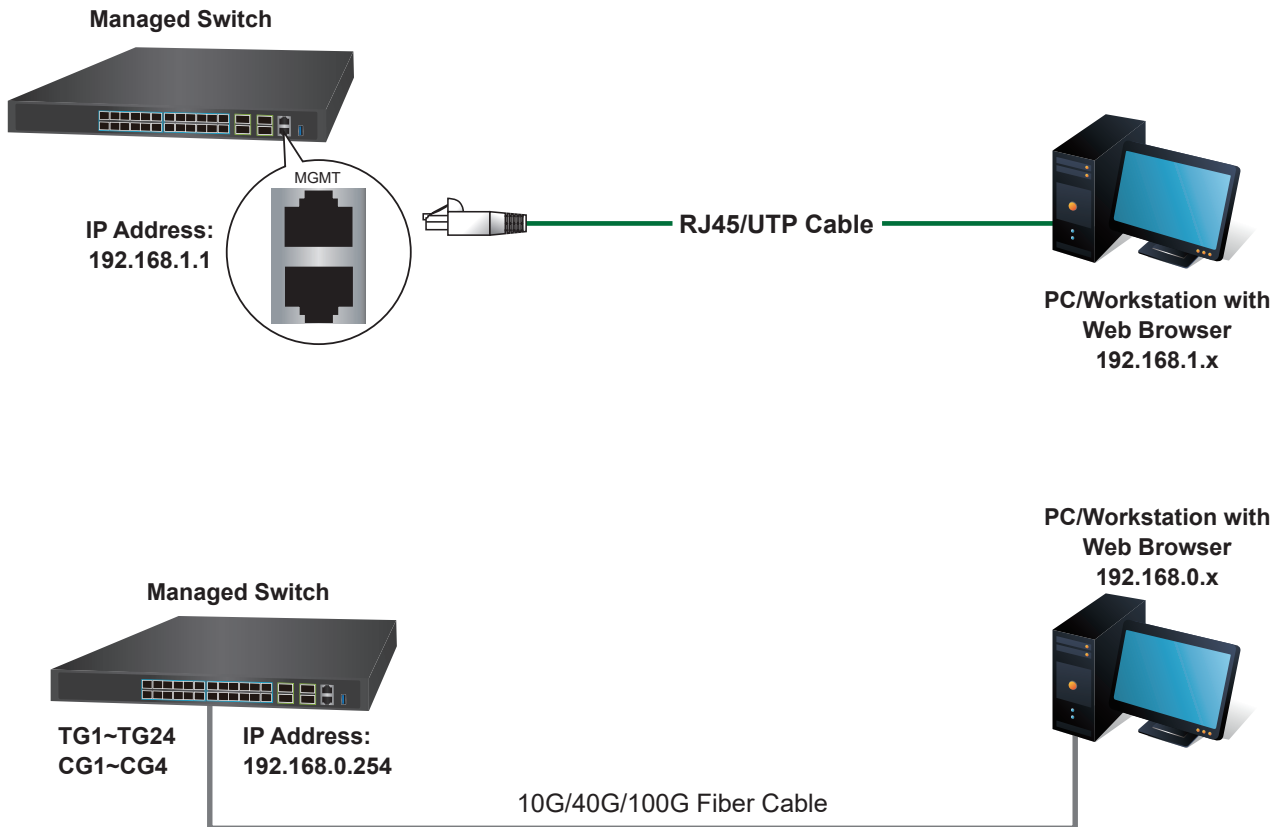 Managed Switch
MGMT
IP Address:
192.168.1.1
RJ45/UTP Cable
PC/Workstation with
Web Browser
192.168.1.x
PC/Workstation with
Web Browser
192.168.0.x
Managed Switch
TG1~TG24
CG1~CG4
IP Address:
192.168.0.254
10G/40G/100G Fiber Cable